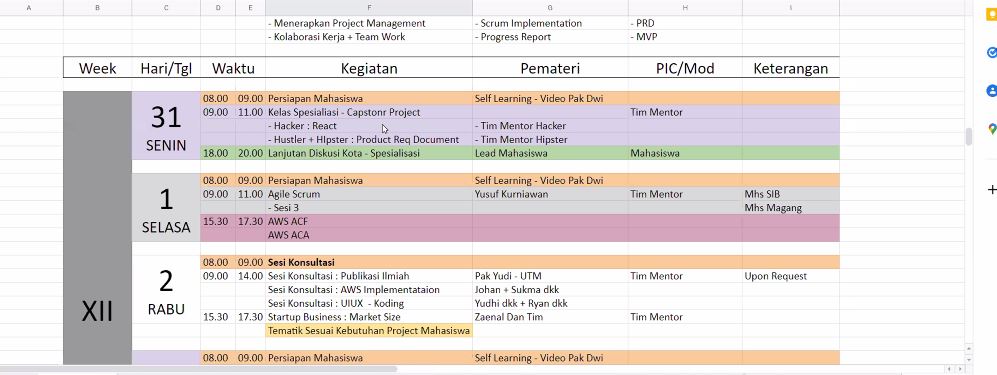 A B C D E F G H I
- Menerapkan Project Management - Scrum Implementation - PRD
- Kolaborasi Kerja + Team Work - Progress Report - MVP
Week Hari/Tgl Waktu Kegiatan Pemateri PIC/Mod Keterangan
08.00 09.00 Persiapan Mahasiswa Self Learning - Video Pak Dwi
31 09.00 11.00 Kelas Spesialiasi - Capstonr Project Tim Mentor
- Hacker : React - Tim Mentor Hacker
SENIN - Hustler + HIpster : Product Req Document - Tim Mentor Hipster
18.00 20.00 Lanjutan Diskusi Kota - Spesialisasi Lead Mahasiswa Mahasiswa
08.00 09.00 Persiapan Mahasiswa Self Learning - Video Pak Dwi
1 09.00 11.00 Agile Scrum Yusuf Kurniawan Tim Mentor Mhs SIB
- Sesi 3 Mhs Magang
SELASA 15.30 17.30 AWS ACF
AWS ACA
08.00 09.00 Sesi Konsultasi
2 09.00 14.00 Sesi Konsultasi : Publikasi Ilmiah Pak Yudi - UTM Tim Mentor Upon Request
Sesi Konsultasi : AWS Implementataion Johan + Sukma dkk
RABU Sesi Konsultasi : UIUX - Koding Yudhi dkk + Ryan dkk
XII 15.30 17.30 Startup Business : Market Size Zaenal Dan Tim Tim Mentor
Tematik Sesuai Kebutuhan Project Mahasiswa
08.00 09.00 Persiapan Mahasiswa Self Learning - Video Pak Dwi